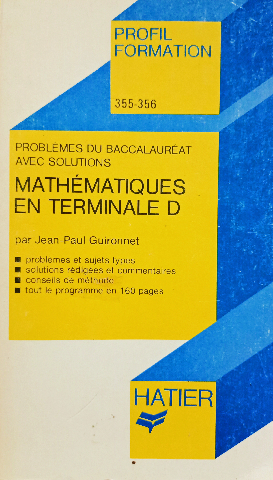 PROFIL
FORMATION
355-356
PROBLÈMES DU BACCALAURÉAT
AVEC SOLUTIONS
MATHÉMATIQUES
EN TERMINALE D
par Jean-Paul Guironnet
■ problèmes et sujets types
■ solutions rédigées et commentaires
■ conseils de méthode
■ tout le programme en 160 pages
HATIER